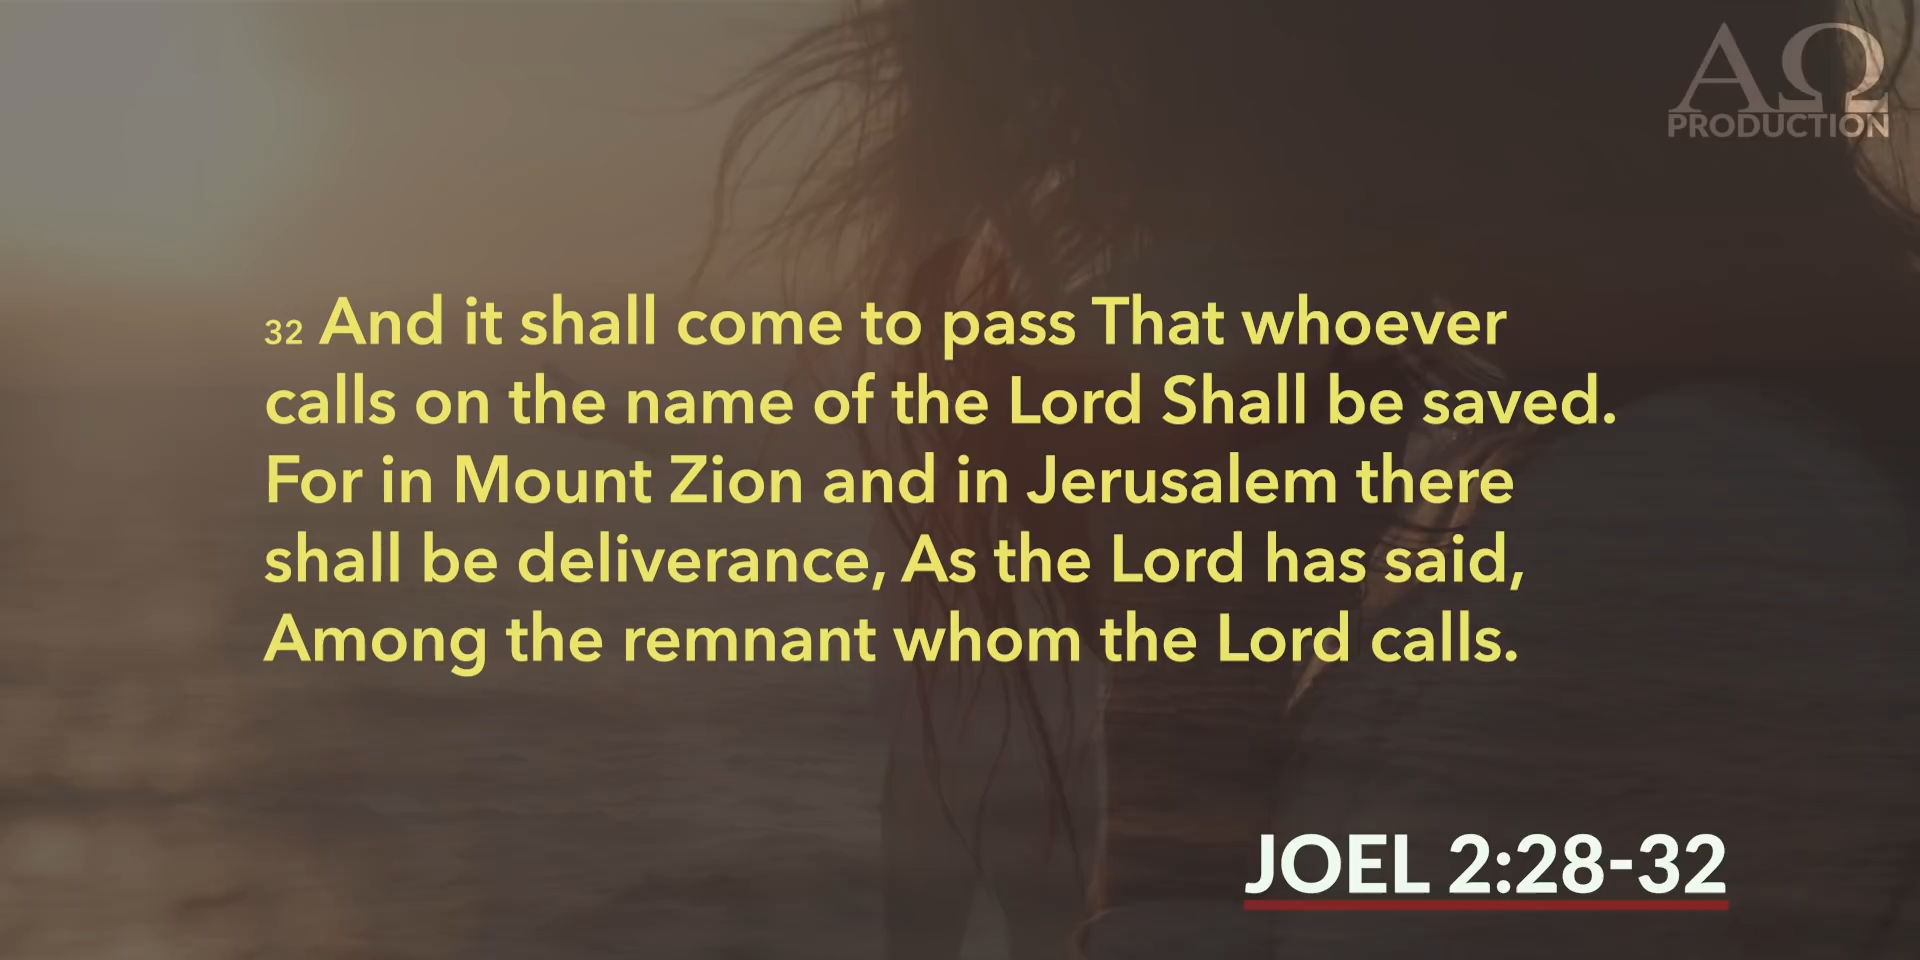 ΑΩ
PRODUCTION
32 And it shall come to pass That whoever
calls on the name of the Lord Shall be saved.
For in Mount Zion and in Jerusalem there
shall be deliverance, As the Lord has said,
Among the remnant whom the Lord calls.
JOEL 2:28-32